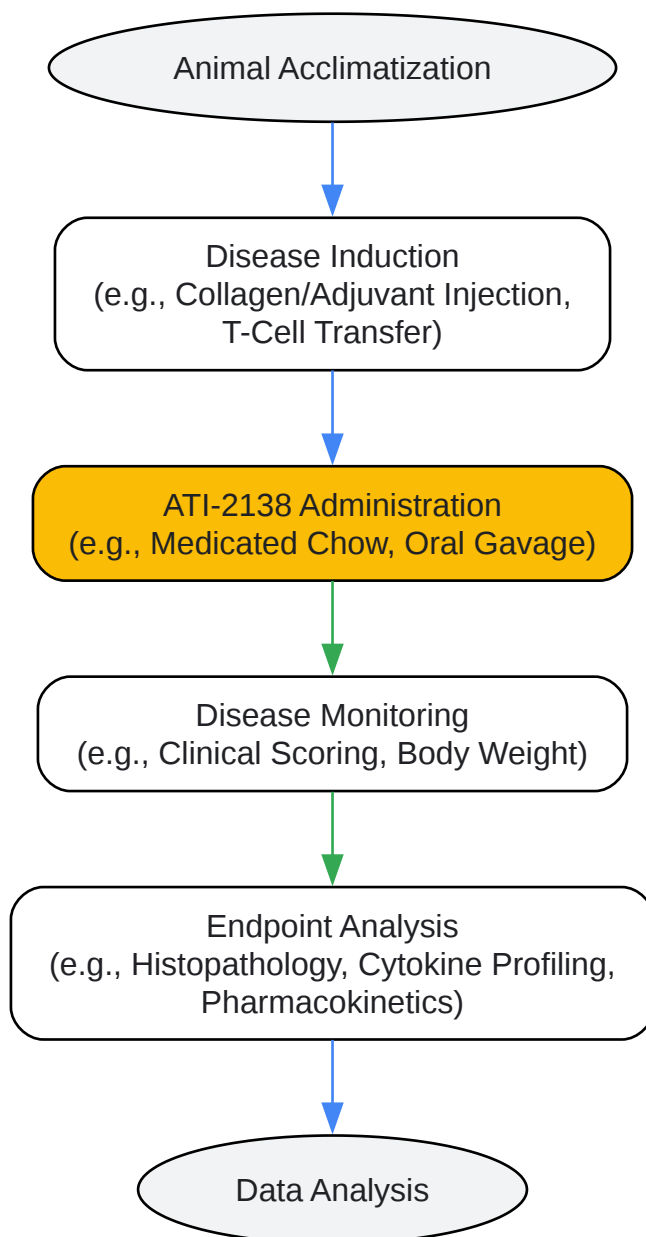 Animal Acclimatization
Disease Induction
(e.g., Collagen/Adjuvant Injection,
T-Cell Transfer)
ATI-2138 Administration
(e.g., Medicated Chow, Oral Gavage)
Disease Monitoring
(e.g., Clinical Scoring, Body Weight)
Endpoint Analysis
(e.g., Histopathology, Cytokine Profiling,
Pharmacokinetics)
Data Analysis